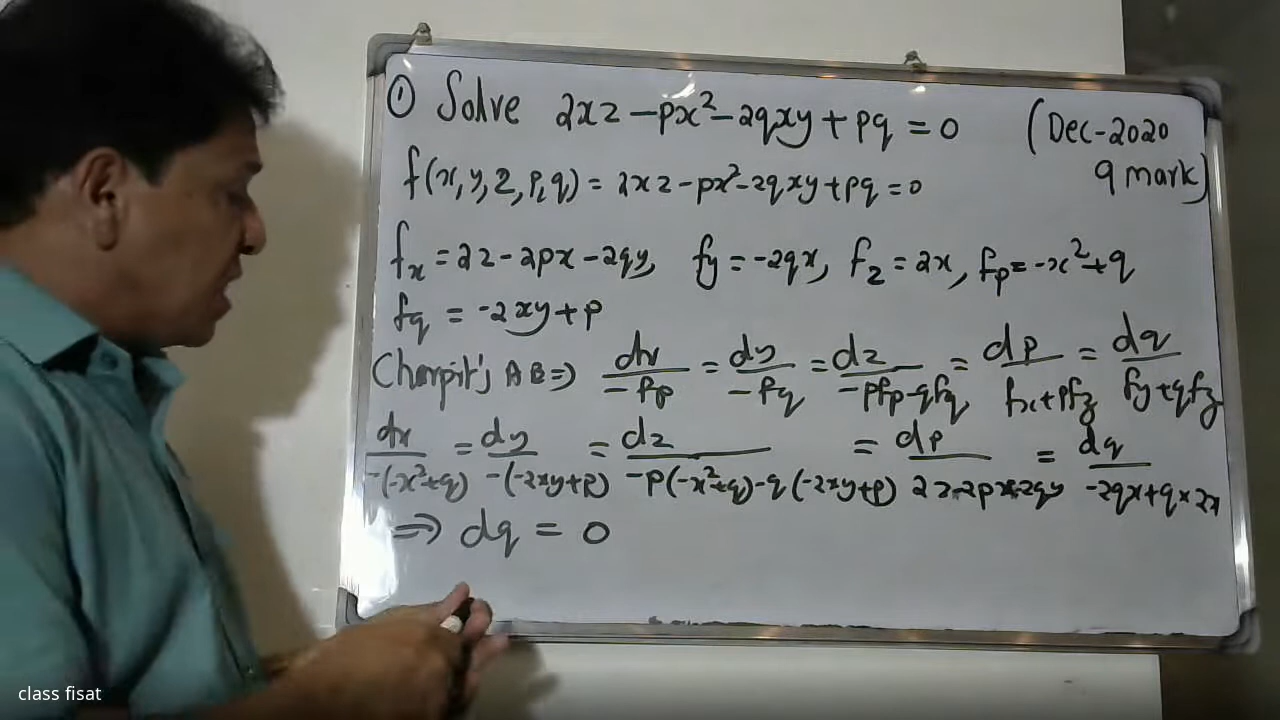 ① Solve 2xz - px² - 2qxy + pq = 0 (Dec-2020
9 mark)
f(x, y, z, p, q) = 2xz - px² - 2qxy + pq = 0
fx = 2z - 2px - 2qy, fy = -2qx, fz = 2x, fp = -x² + q
fq = -2xy + p
Charpit's AE ⇒ dx/-fp = dy/-fq = dz/-pfp-qfq = dp/fx+pfz = dq/fy+qfz
dx/-(-x²+q) = dy/-(-2xy+p) = dz/-p(-x²+q)-q(-2xy+p) = dp/2z-2px-2qy = dq/-2qx+q×2x
⇒ dq = 0
class fisat